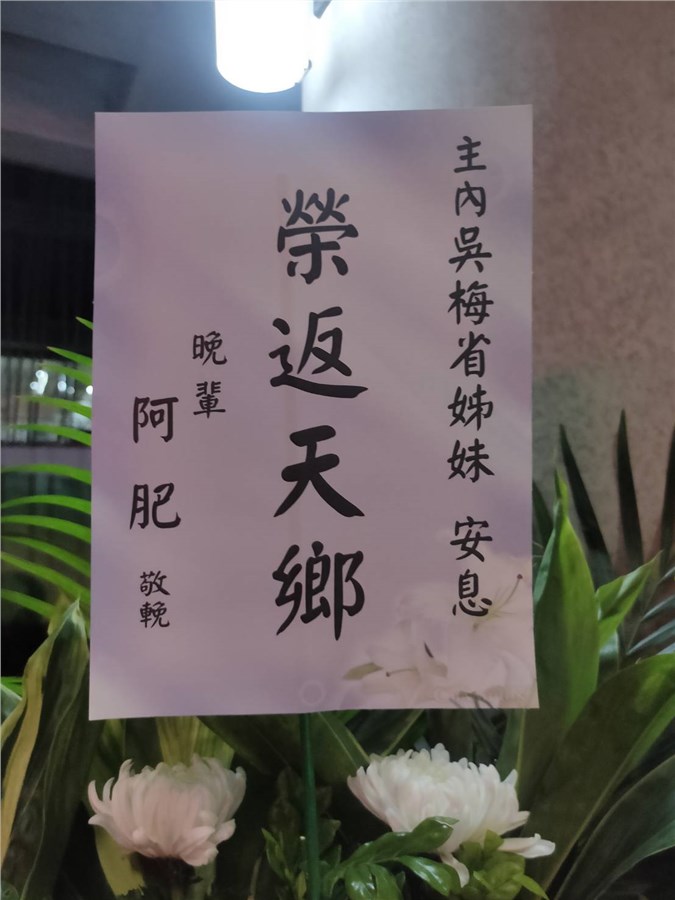 主內吳梅省姊妹 安息
榮返天鄉
晚輩
阿肥 敬輓